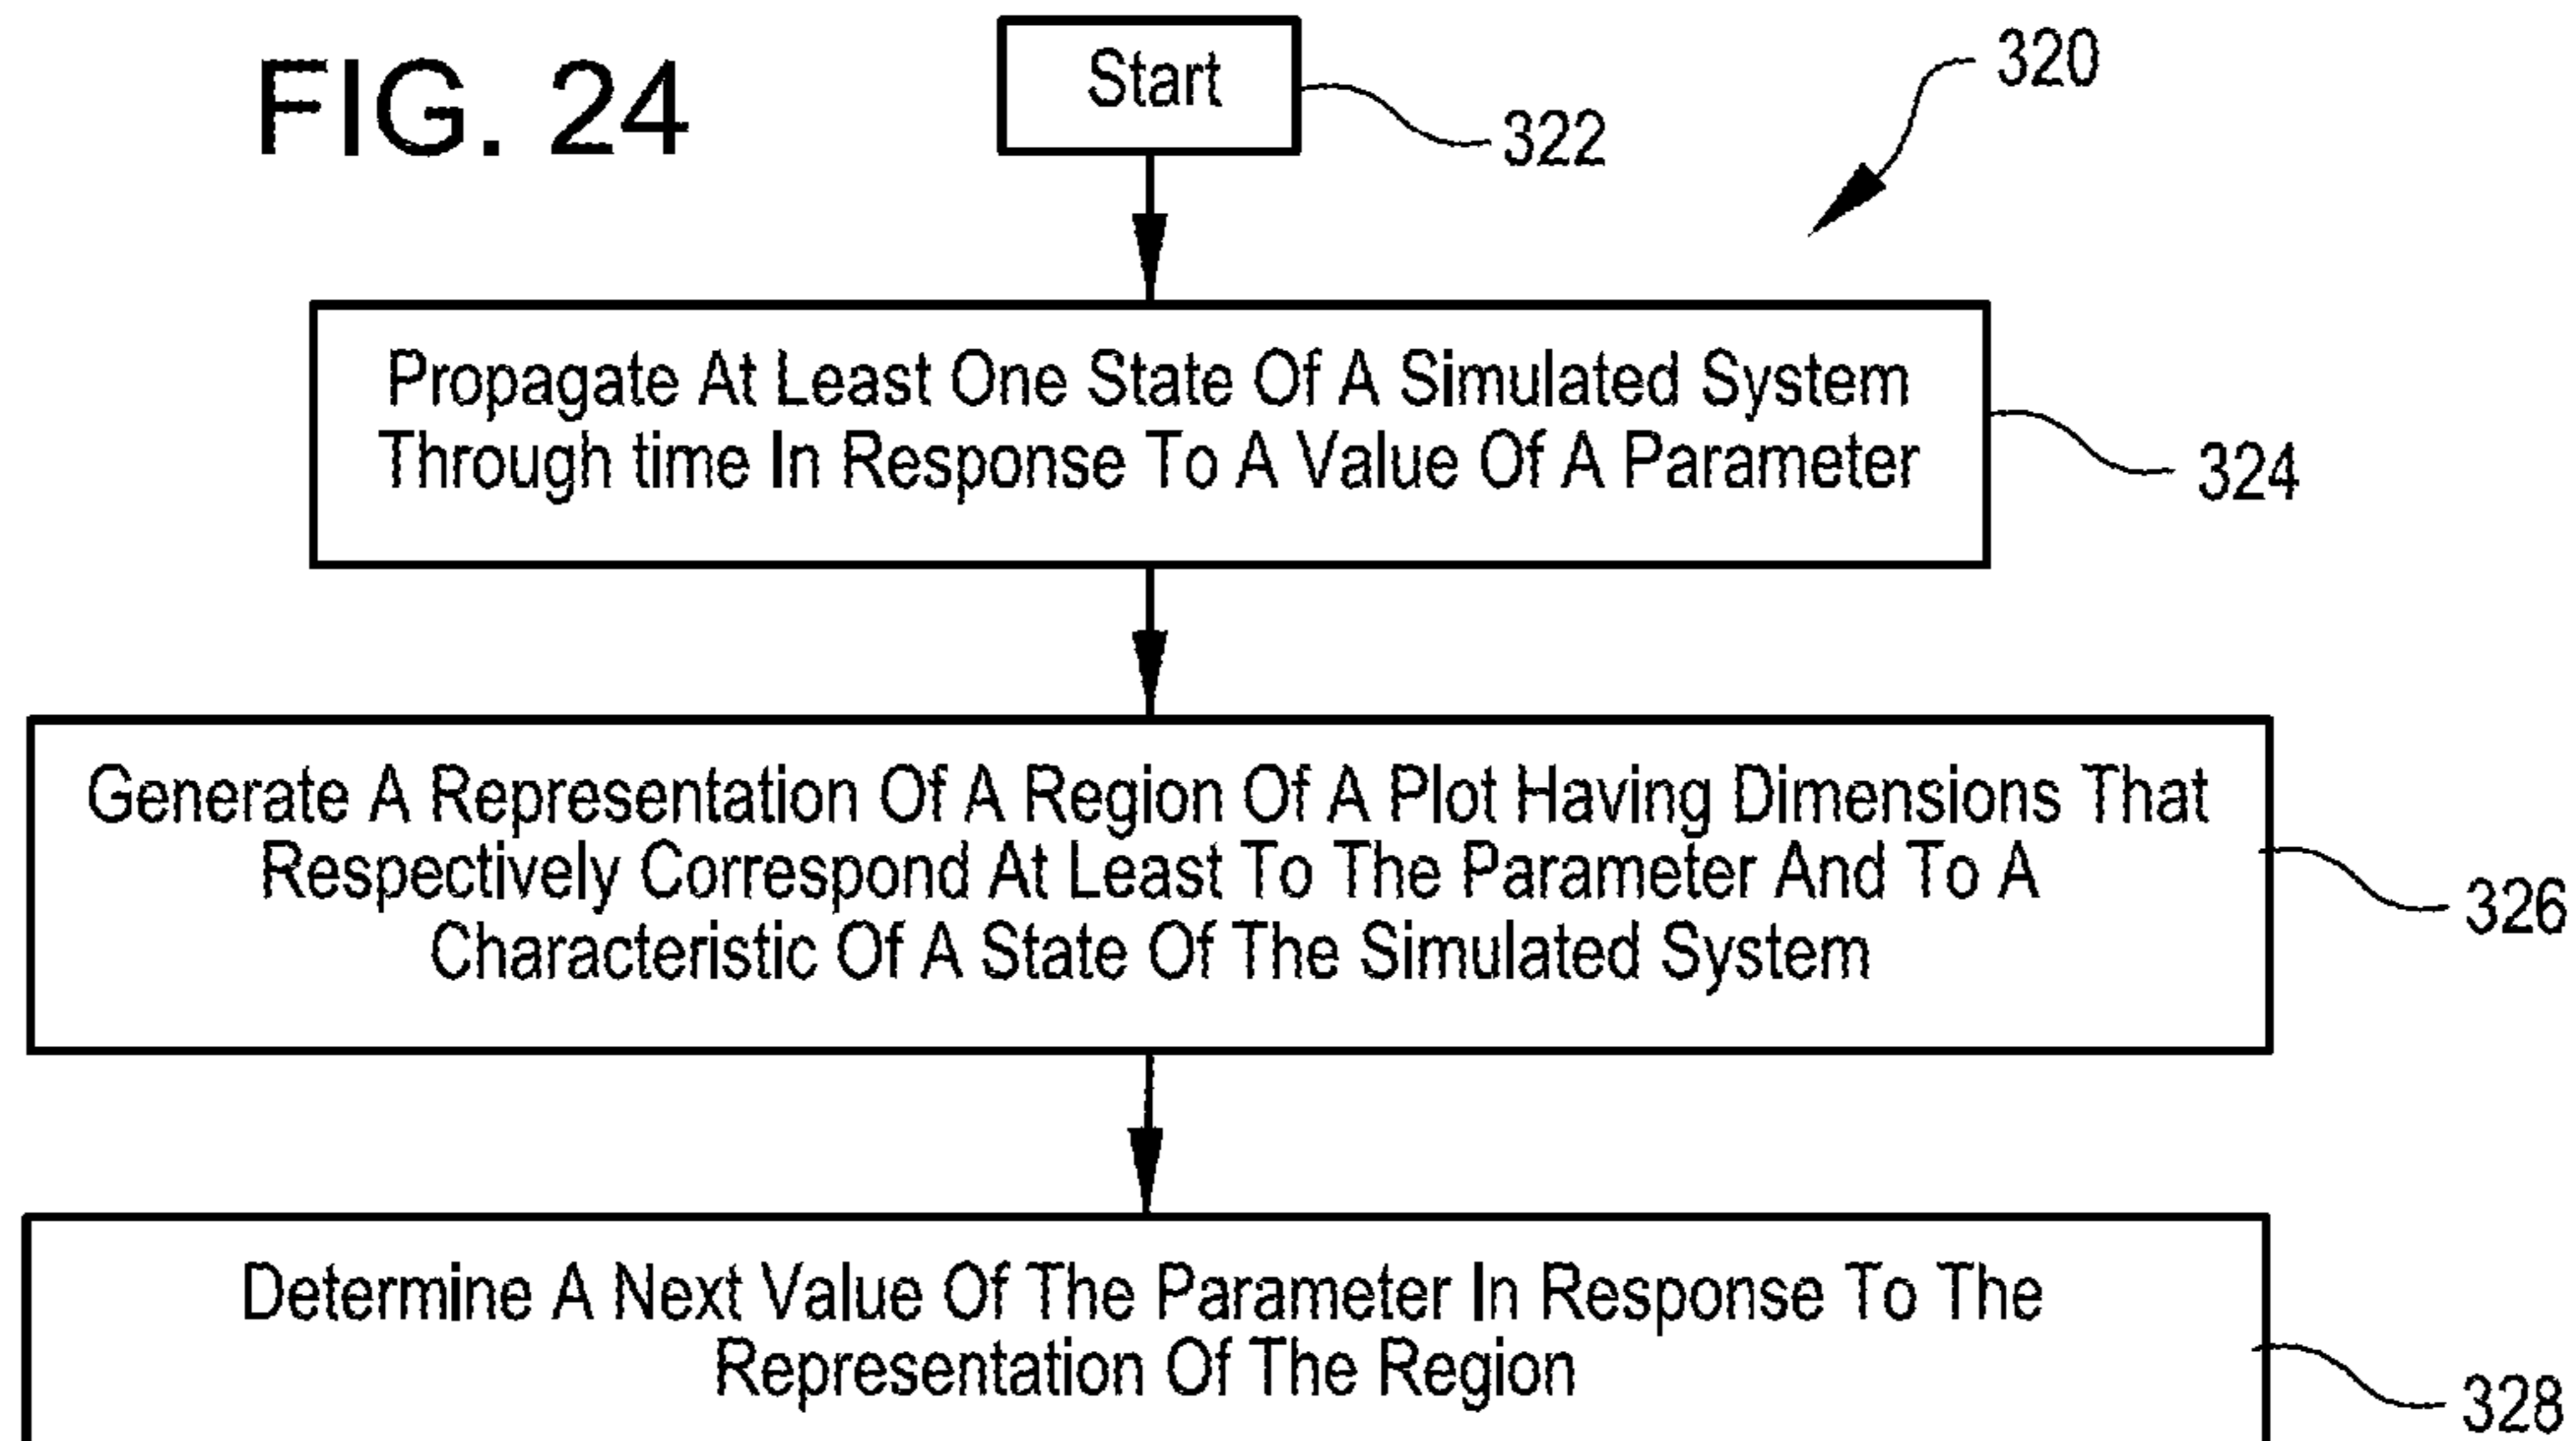 FIG. 24
Start
320
322
Propagate At Least One State Of A Simulated System
Through time In Response To A Value Of A Parameter
324
Generate A Representation Of A Region Of A Plot Having Dimensions That
Respectively Correspond At Least To The Parameter And To A
Characteristic Of A State Of The Simulated System
326
Determine A Next Value Of The Parameter In Response To The
Representation Of The Region
328